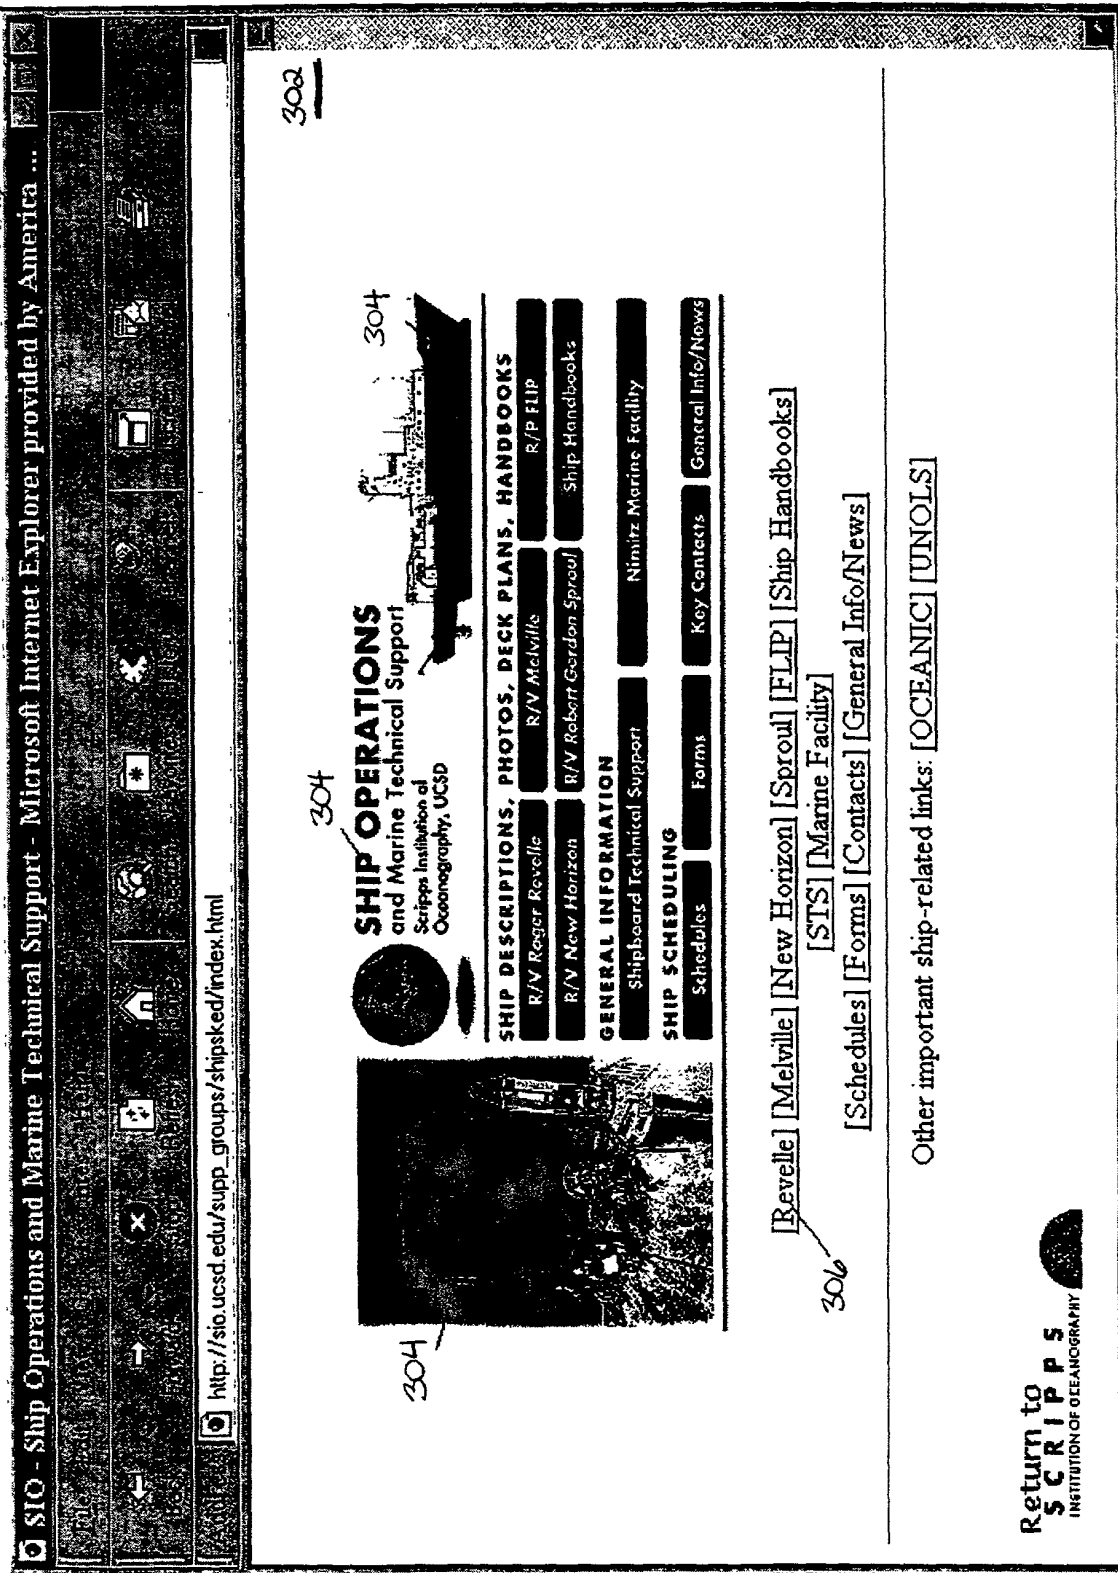 SIO - Ship Operations and Marine Technical Support - Microsoft Internet Explorer provided by America ...
http://sio.ucsd.edu/supp_groups/shipsked/index.html
302
304
304
304
SHIP OPERATIONS
and Marine Technical Support
Scripps Institution of
Oceanography, UCSD
SHIP DESCRIPTIONS, PHOTOS, DECK PLANS, HANDBOOKS
R/V Roger Revelle R/V Melville R/P FLIP
R/V New Horizon R/V Robert Gordon Sproul Ship Handbooks
GENERAL INFORMATION
Shipboard Technical Support Nimitz Marine Facility
SHIP SCHEDULING
Schedules Forms Key Contacts General Info/News
[Revelle] [Melville] [New Horizon] [Sproul] [FLIP] [Ship Handbooks]
[STS] [Marine Facility]
[Schedules] [Forms] [Contacts] [General Info/News]
306
Other important ship-related links: [OCEANIC] [UNOLS]
Return to
SCRIPPS
INSTITUTION OF OCEANOGRAPHY